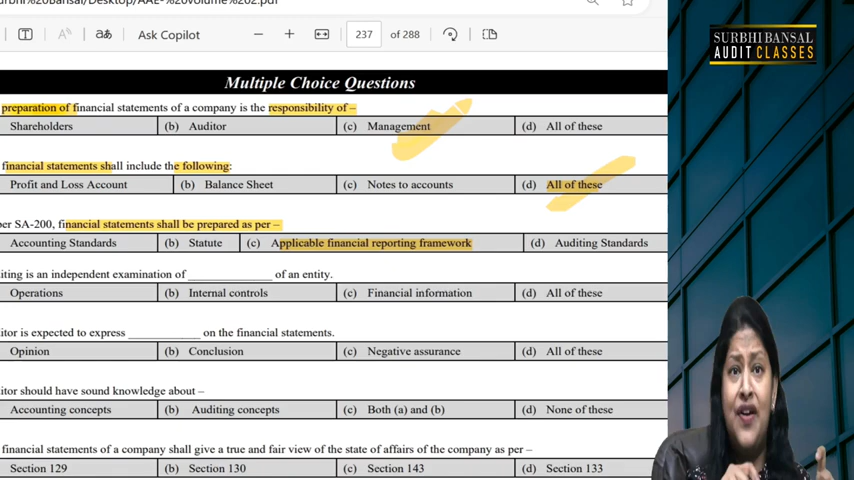 Desktop/AAE-%20Volume%202.pdf
Ask Copilot
237 of 288
SURBHI BANSAL
AUDIT CLASSES
Multiple Choice Questions
preparation of financial statements of a company is the responsibility of –
Shareholders (b) Auditor (c) Management (d) All of these
financial statements shall include the following:
Profit and Loss Account (b) Balance Sheet (c) Notes to accounts (d) All of these
per SA-200, financial statements shall be prepared as per –
Accounting Standards (b) Statute (c) Applicable financial reporting framework (d) Auditing Standards
iting is an independent examination of ______________ of an entity.
Operations (b) Internal controls (c) Financial information (d) All of these
itor is expected to express ____________ on the financial statements.
Opinion (b) Conclusion (c) Negative assurance (d) All of these
itor should have sound knowledge about –
Accounting concepts (b) Auditing concepts (c) Both (a) and (b) (d) None of these
financial statements of a company shall give a true and fair view of the state of affairs of the company as per –
Section 129 (b) Section 130 (c) Section 143 (d) Section 133